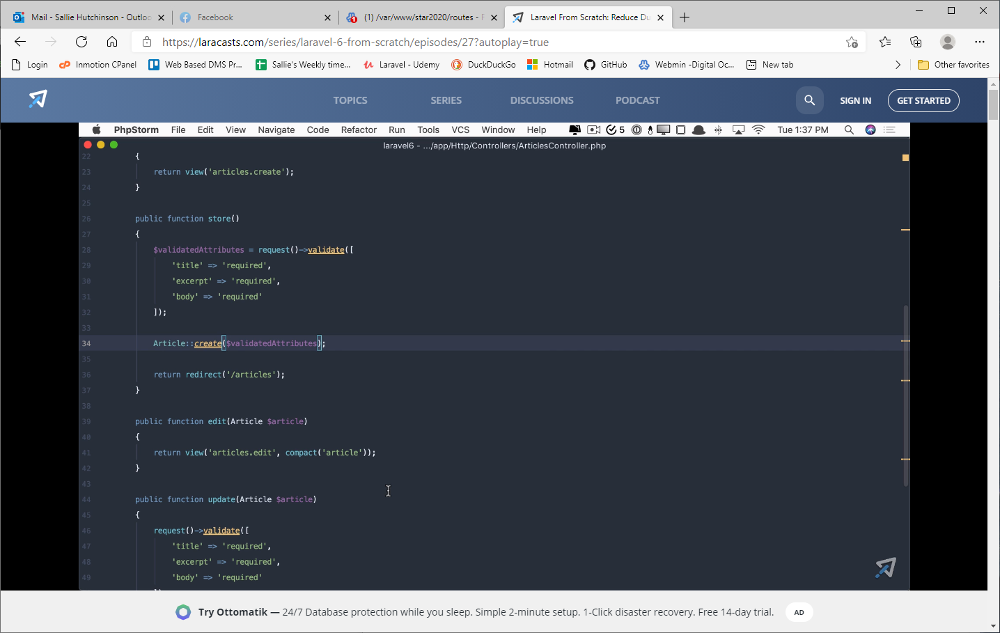 Mail - Sallie Hutchinson - Outloo
Facebook
(1) /var/www/star2020/routes - F
Laravel From Scratch: Reduce Du
https://laracasts.com/series/laravel-6-from-scratch/episodes/27?autoplay=true
Login
cP Inmotion CPanel
Web Based DMS Pr...
Sallie's Weekly time...
Laravel - Udemy
DuckDuckGo
Hotmail
GitHub
Webmin -Digital Oc...
New tab
Other favorites
TOPICS SERIES DISCUSSIONS PODCAST SIGN IN GET STARTED
PhpStorm File Edit View Navigate Code Refactor Run Tools VCS Window Help 5 Tue 1:37 PM
laravel6 - .../app/Http/Controllers/ArticlesController.php
22 {
23 return view('articles.create');
24 }
25
26 public function store()
27 {
28 $validatedAttributes = request()->validate([
29 'title' => 'required',
30 'excerpt' => 'required',
31 'body' => 'required'
32 ]);
33
34 Article::create($validatedAttributes);
35
36 return redirect('/articles');
37 }
38
39 public function edit(Article $article)
40 {
41 return view('articles.edit', compact('article'));
42 }
43
44 public function update(Article $article)
45 {
46 request()->validate([
47 'title' => 'required',
48 'excerpt' => 'required',
49 'body' => 'required'
Try Ottomatik — 24/7 Database protection while you sleep. Simple 2-minute setup. 1-Click disaster recovery. Free 14-day trial. AD